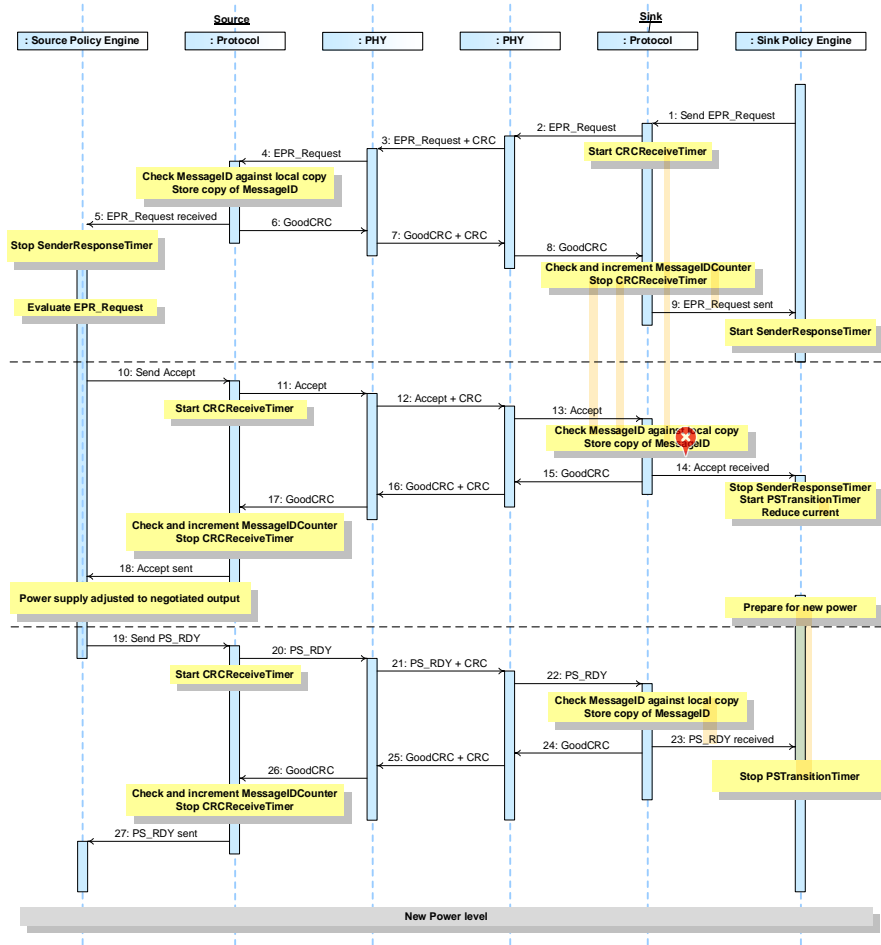 Source
Sink
: Source Policy Engine
: Protocol
: PHY
: PHY
: Protocol
: Sink Policy Engine
1: Send EPR_Request
2: EPR_Request
3: EPR_Request + CRC
Start CRCReceiveTimer
4: EPR_Request
Check MessageID against local copy
Store copy of MessageID
5: EPR_Request received
6: GoodCRC
7: GoodCRC + CRC
Stop SenderResponseTimer
8: GoodCRC
Check and increment MessageIDCounter
Stop CRCReceiveTimer
9: EPR_Request sent
Evaluate EPR_Request
Start SenderResponseTimer
10: Send Accept
11: Accept
12: Accept + CRC
Start CRCReceiveTimer
13: Accept
Check MessageID against local copy
Store copy of MessageID
14: Accept received
15: GoodCRC
16: GoodCRC + CRC
17: GoodCRC
Stop SenderResponseTimer
Start PSTransitionTimer
Reduce current
Check and increment MessageIDCounter
Stop CRCReceiveTimer
18: Accept sent
Power supply adjusted to negotiated output
Prepare for new power
19: Send PS_RDY
20: PS_RDY
21: PS_RDY + CRC
Start CRCReceiveTimer
22: PS_RDY
Check MessageID against local copy
Store copy of MessageID
23: PS_RDY received
24: GoodCRC
25: GoodCRC + CRC
26: GoodCRC
Stop PSTransitionTimer
Check and increment MessageIDCounter
Stop CRCReceiveTimer
27: PS_RDY sent
New Power level